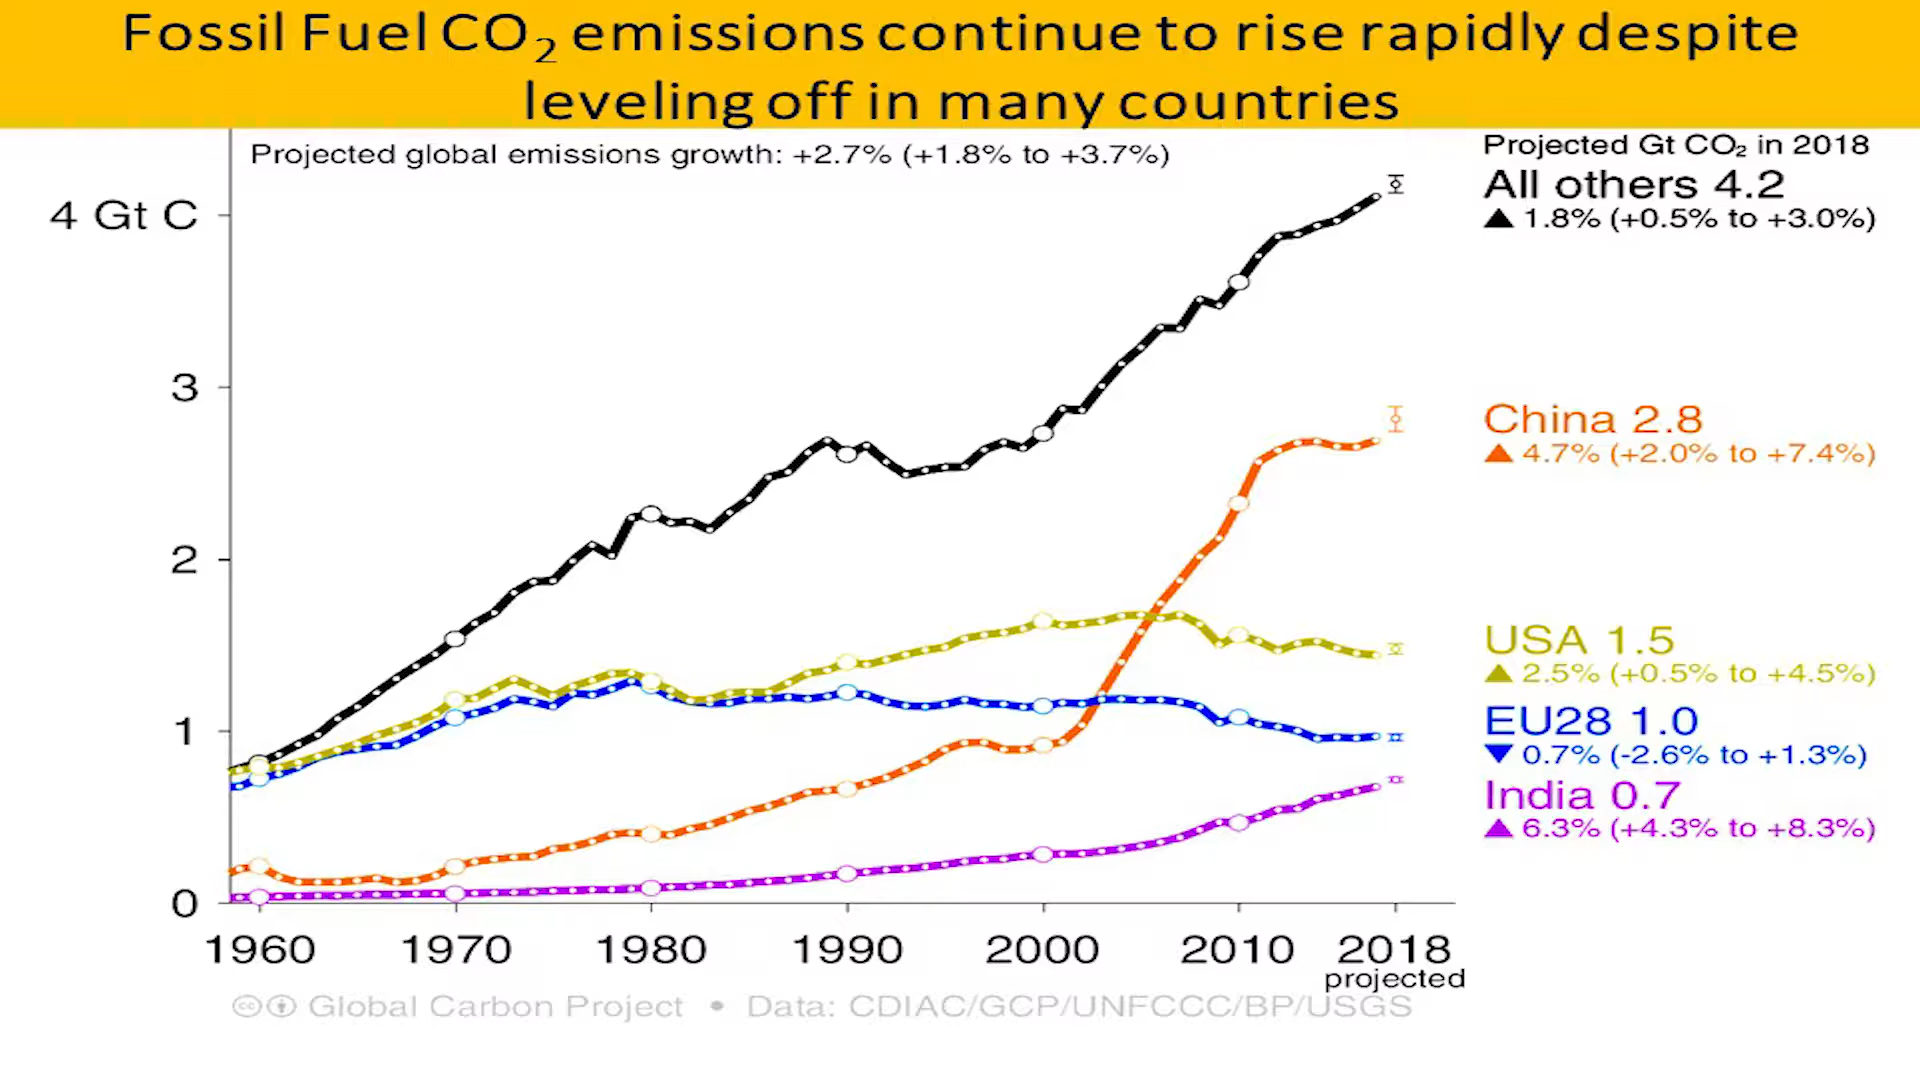 Fossil Fuel CO₂ emissions continue to rise rapidly despite
leveling off in many countries
Projected global emissions growth: +2.7% (+1.8% to +3.7%)
Projected Gt CO₂ in 2018
All others 4.2
▲ 1.8% (+0.5% to +3.0%)
4 Gt C
3
China 2.8
▲ 4.7% (+2.0% to +7.4%)
2
USA 1.5
▲ 2.5% (+0.5% to +4.5%)
1
EU28 1.0
▼ 0.7% (-2.6% to +1.3%)
India 0.7
▲ 6.3% (+4.3% to +8.3%)
0
1960 1970 1980 1990 2000 2010 2018
projected
Global Carbon Project • Data: CDIAC/GCP/UNFCCC/BP/USGS